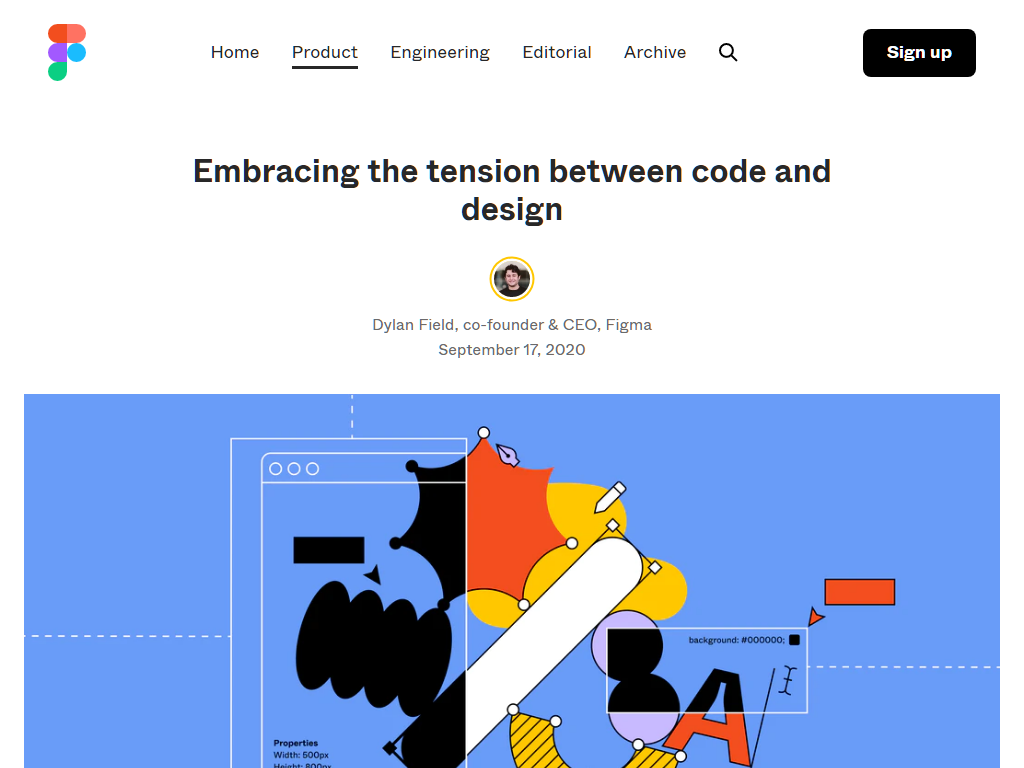 Home Product Engineering Editorial Archive Sign up
Embracing the tension between code and
design
Dylan Field, co-founder & CEO, Figma
September 17, 2020
background: #000000;
A
Properties
Width: 500px
Height: 800px